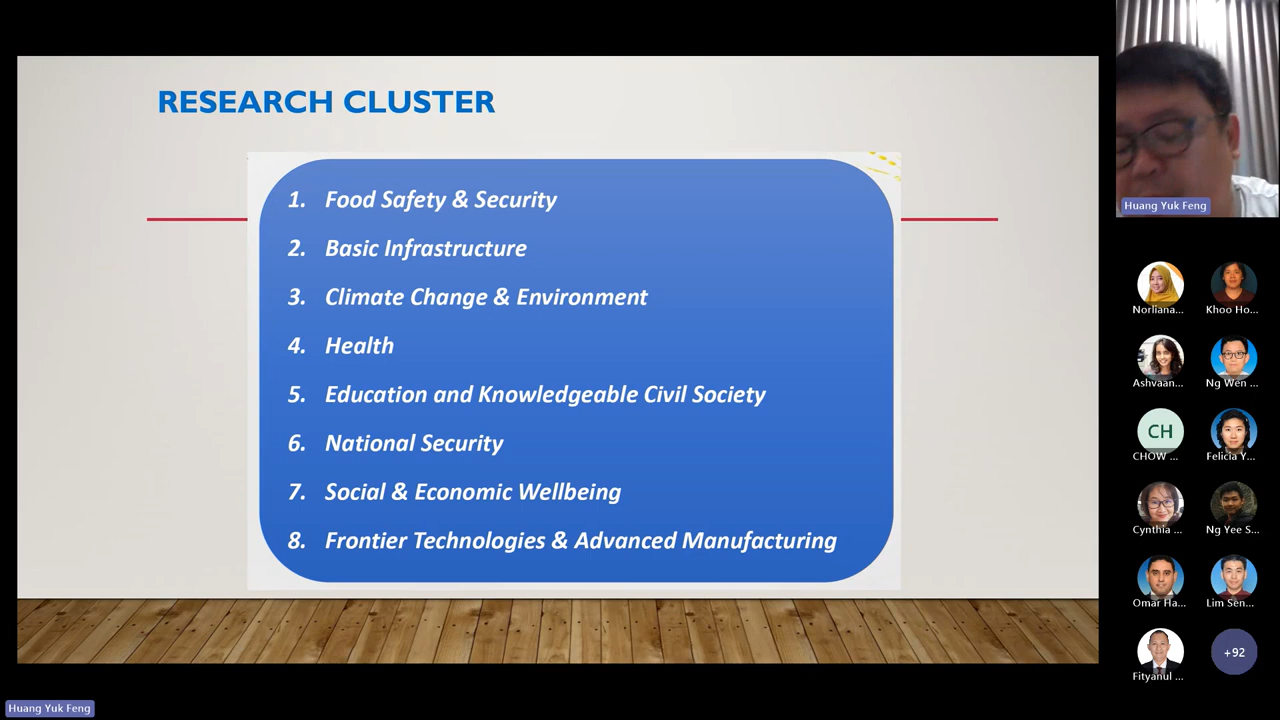 RESEARCH CLUSTER
1. Food Safety & Security
2. Basic Infrastructure
3. Climate Change & Environment
4. Health
5. Education and Knowledgeable Civil Society
6. National Security
7. Social & Economic Wellbeing
8. Frontier Technologies & Advanced Manufacturing
Huang Yuk Feng
Norliana...
Khoo Ho...
Ashvaan...
Ng Wen ...
CH
CHOW ...
Felicia Y...
Cynthia ...
Ng Yee S...
Omar Ha...
Lim Sen...
Fityanul ...
+92
Huang Yuk Feng